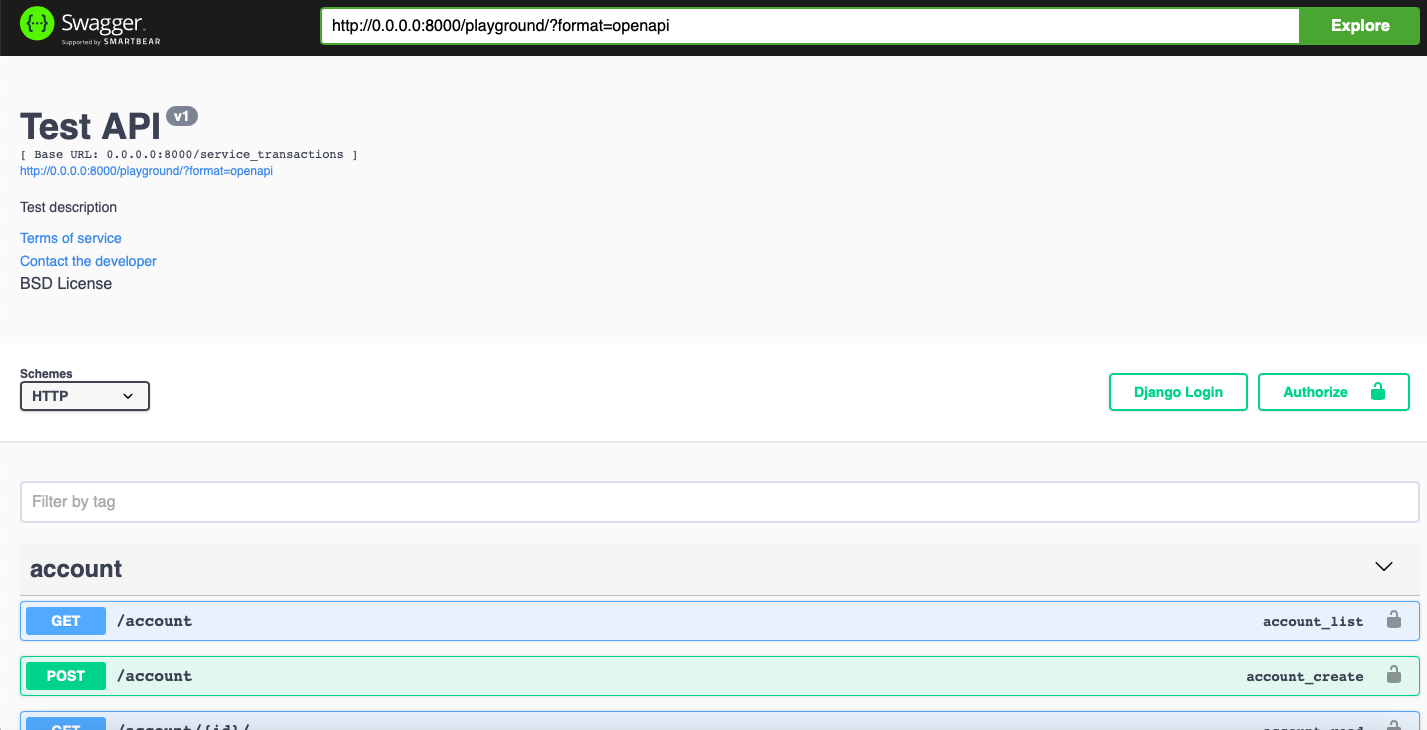 Swagger
Supported by SMARTBEAR
http://0.0.0.0:8000/playground/?format=openapi
Explore
Test API v1
[ Base URL: 0.0.0.0:8000/service_transactions ]
http://0.0.0.0:8000/playground/?format=openapi
Test description
Terms of service
Contact the developer
BSD License
Schemes
HTTP
Django Login
Authorize
Filter by tag
account
GET /account account_list
POST /account account_create
GET /account/{id}/ account_read